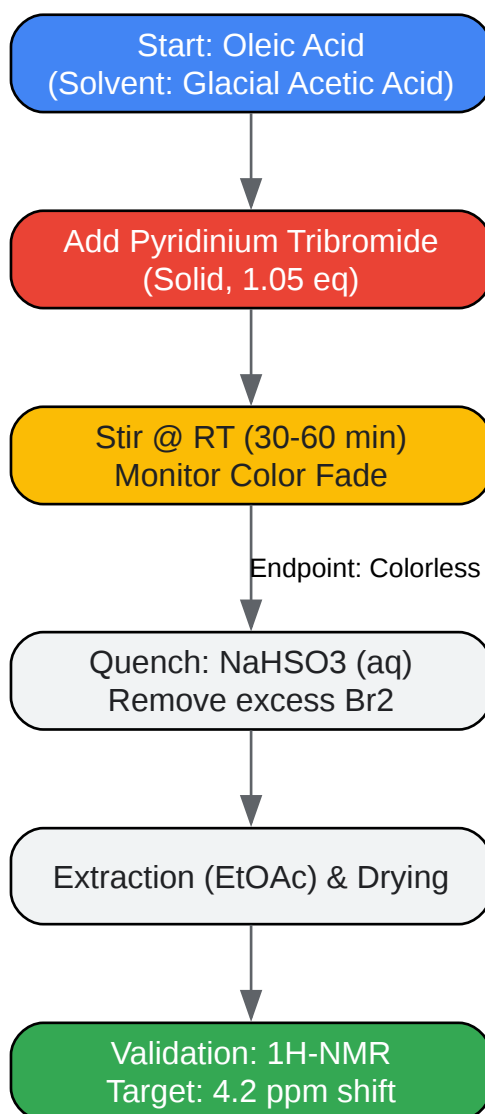 Start: Oleic Acid
(Solvent: Glacial Acetic Acid)
Add Pyridinium Tribromide
(Solid, 1.05 eq)
Stir @ RT (30-60 min)
Monitor Color Fade
Endpoint: Colorless
Quench: NaHSO3 (aq)
Remove excess Br2
Extraction (EtOAc) & Drying
Validation: 1H-NMR
Target: 4.2 ppm shift